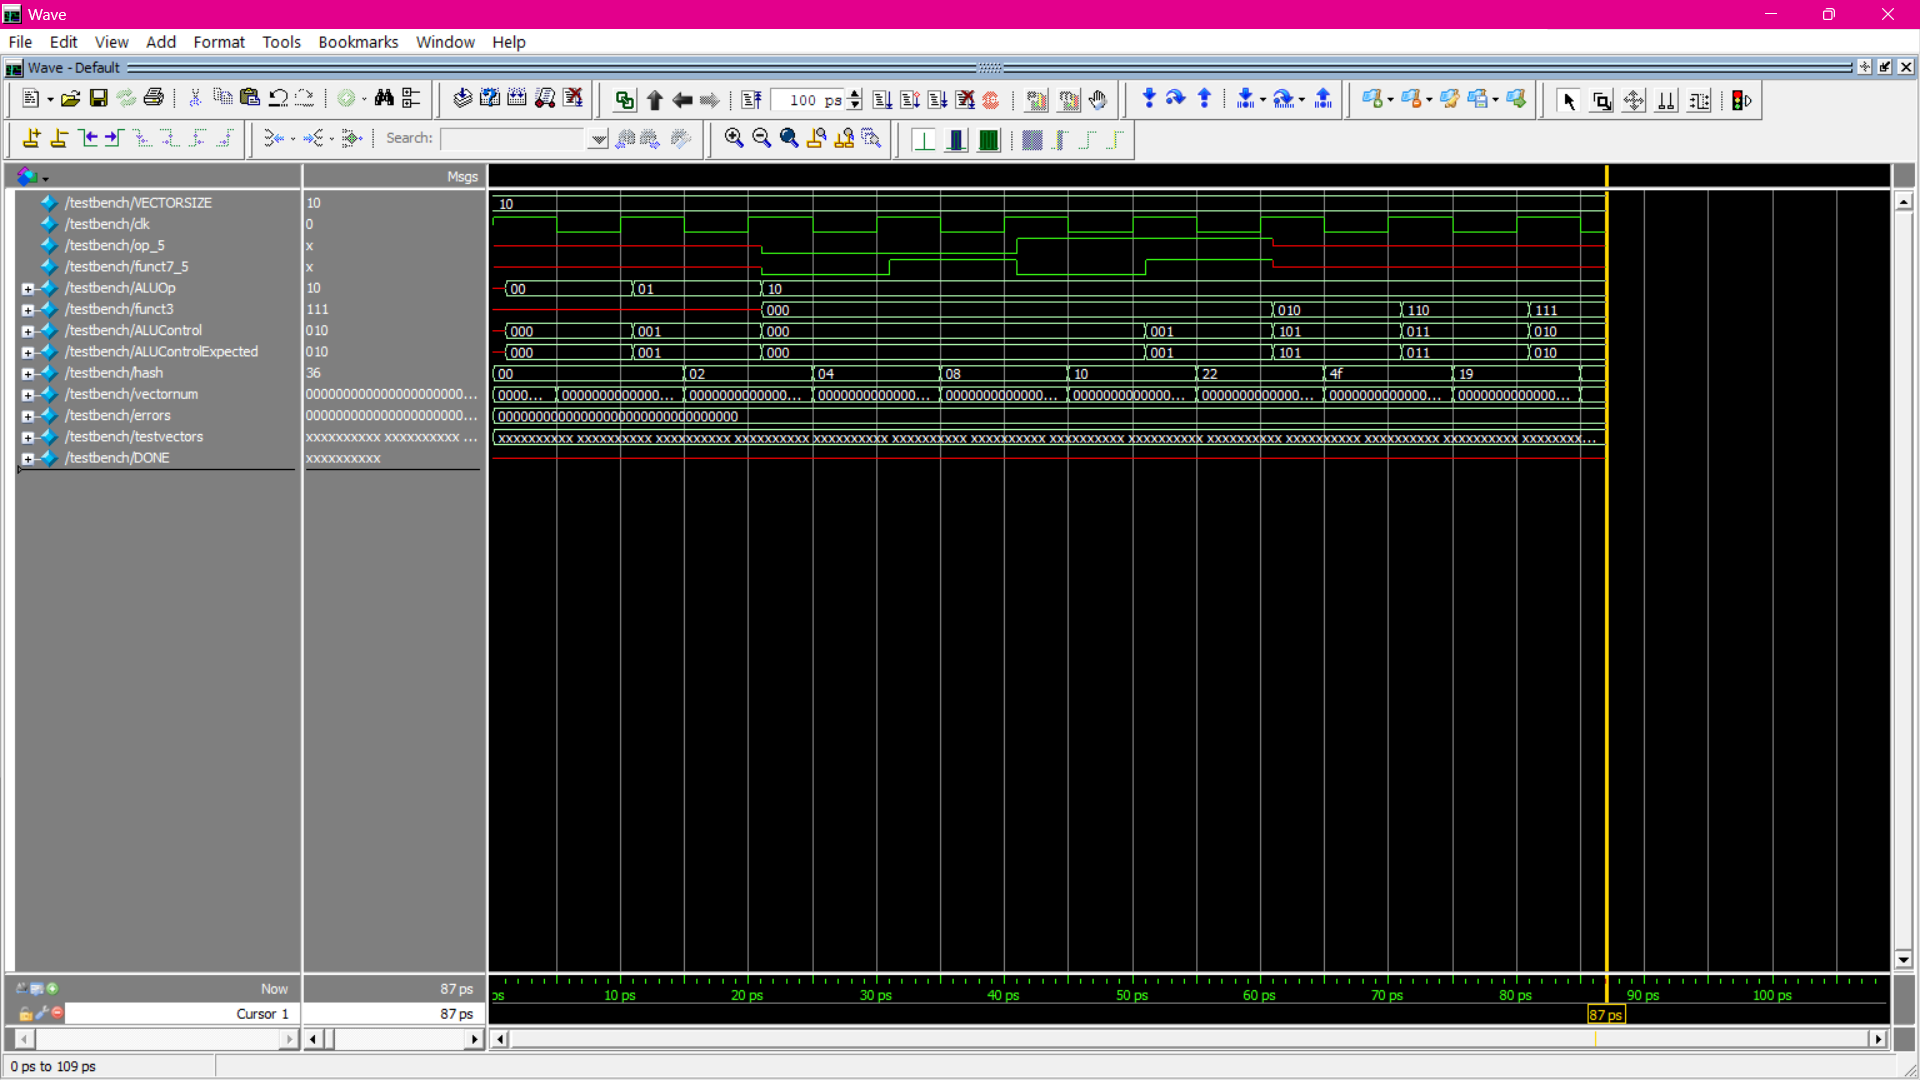 Wave
File Edit View Add Format Tools Bookmarks Window Help
Wave - Default
100 ps
Search:
Msgs
/testbench/VECTORSIZE 10 10
/testbench/clk 0
/testbench/op_5 x
/testbench/funct7_5 x
/testbench/ALUOp 10 00 01 10
/testbench/funct3 111 000 010 110 111
/testbench/ALUControl 010 000 001 000 001 101 011 010
/testbench/ALUControlExpected 010 000 001 000 001 101 011 010
/testbench/hash 36 00 02 04 08 10 22 4f 19
/testbench/vectornum 000000000000000000000... 0000... 0000000000000... 0000000000000... 0000000000000... 0000000000000... 0000000000000... 0000000000000... 0000000000000... 0000000000000...
/testbench/errors 000000000000000000000... 00000000000000000000000000000000
/testbench/testvectors xxxxxxxxxx xxxxxxxxxx ... xxxxxxxxxx xxxxxxxxxx xxxxxxxxxx xxxxxxxxxx xxxxxxxxxx xxxxxxxxxx xxxxxxxxxx xxxxxxxxxx xxxxxxxxxx xxxxxxxxxx xxxxxxxxxx xxxxxxxxxx xxxxxxxxxx xxxxxxxx...
/testbench/DONE xxxxxxxxxx
Now 87 ps ps 10 ps 20 ps 30 ps 40 ps 50 ps 60 ps 70 ps 80 ps 90 ps 100 ps
Cursor 1 87 ps 87 ps
0 ps to 109 ps